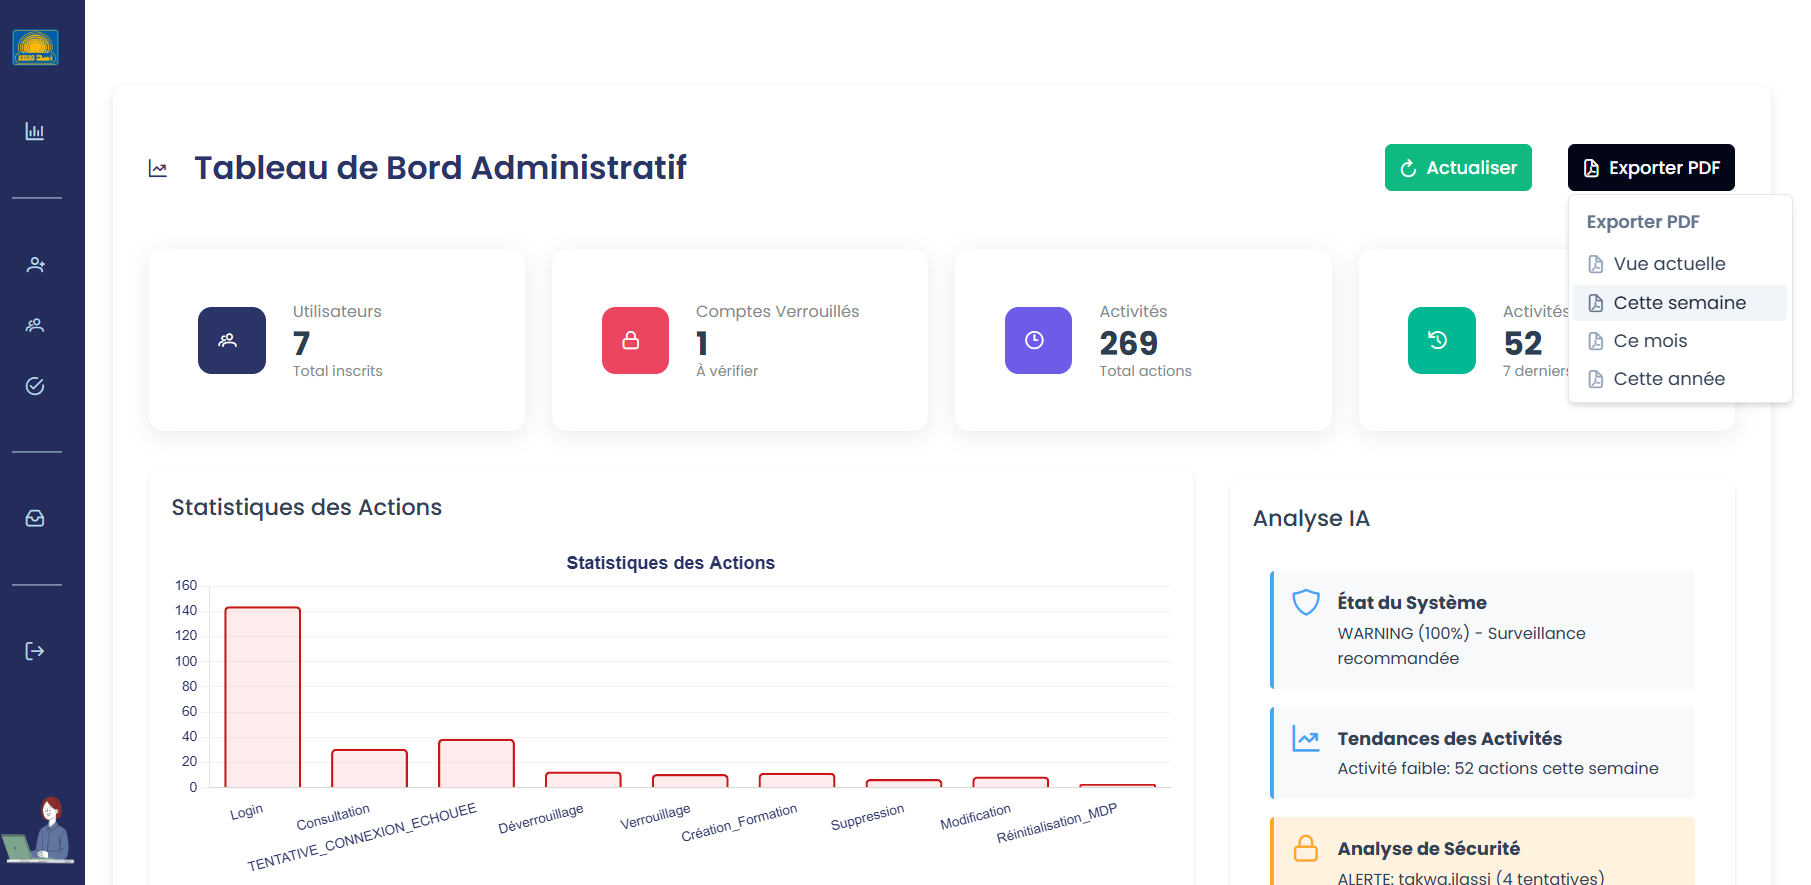 Tableau de Bord Administratif
Actualiser
Exporter PDF
Exporter PDF
Vue actuelle
Cette semaine
Ce mois
Cette année
Utilisateurs
7
Total inscrits
Comptes Verrouillés
1
À vérifier
Activités
269
Total actions
Activités
52
7 derniers
Statistiques des Actions
Statistiques des Actions
160
140
120
100
80
60
40
20
0
Login
Consultation
TENTATIVE_CONNEXION_ECHOUEE
Déverrouillage
Verrouillage
Création_Formation
Suppression
Modification
Réinitialisation_MDP
Analyse IA
État du Système
WARNING (100%) - Surveillance
recommandée
Tendances des Activités
Activité faible: 52 actions cette semaine
Analyse de Sécurité
ALERTE: takwa.jlassi (4 tentatives)